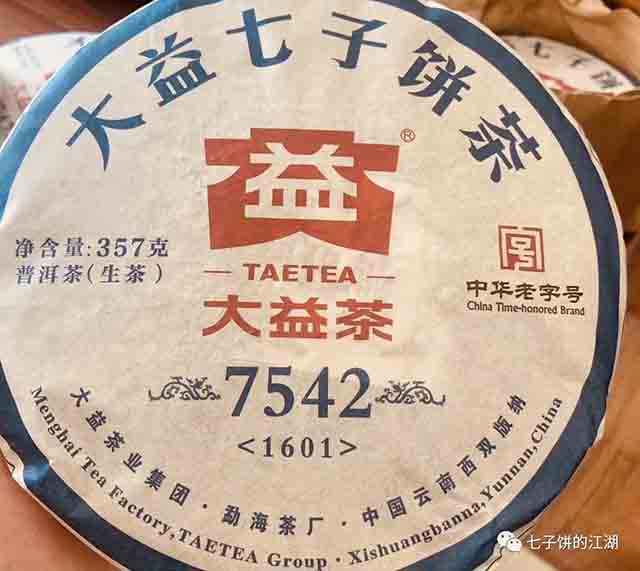 大益七子饼茶
益
®
TAETEA
大益茶
净含量:357克
普洱茶(生茶)
中华老字号
China Time-honored Brand
7542
<1601>
大益茶业集团·勐海茶厂·中国云南西双版纳
Menghai Tea Factory,TAETEA Group·Xishuangbanna,Yunnan,China
七子饼的江湖